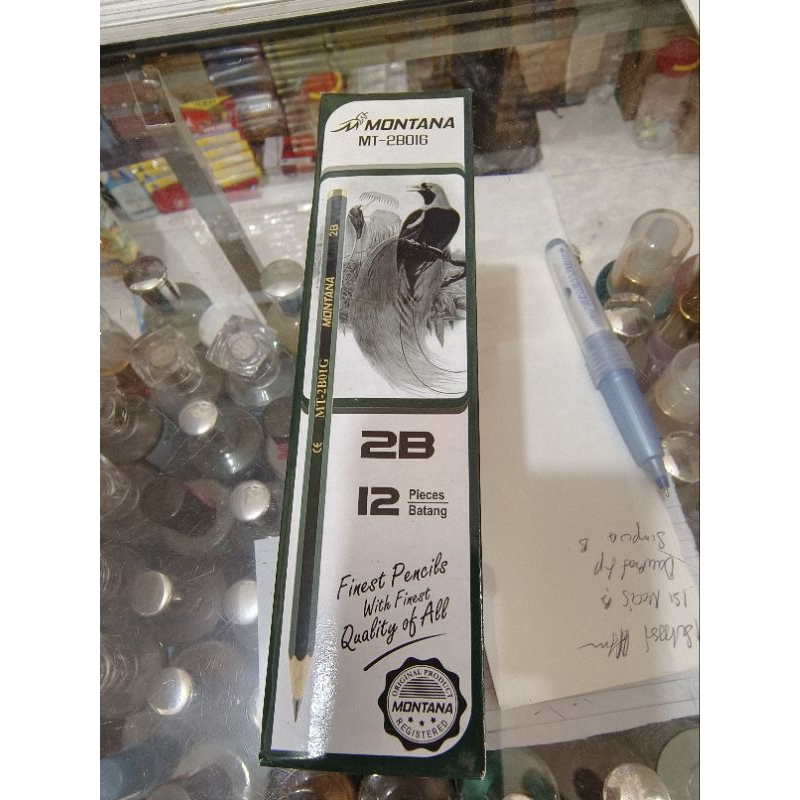 MONTANA
MT-2B01G
2B
MONTANA
MT-2B01G
CE
2B
12 Pieces
Batang
Finest Pencils
With Finest
Quality of All
ORIGINAL PRODUCT
MONTANA
REGISTERED